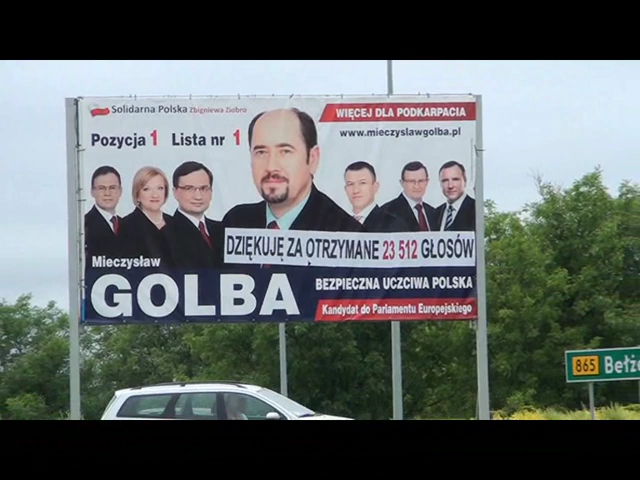 Solidarna Polska Zbigniewa Ziobro
WIĘCEJ DLA PODKARPACIA
www.mieczyslawgolba.pl
Pozycja 1 Lista nr 1
DZIĘKUJĘ ZA OTRZYMANE 23 512 GŁOSÓW
Mieczysław
GOLBA
BEZPIECZNA UCZCIWA POLSKA
Kandydat do Parlamentu Europejskiego
865 Bełże